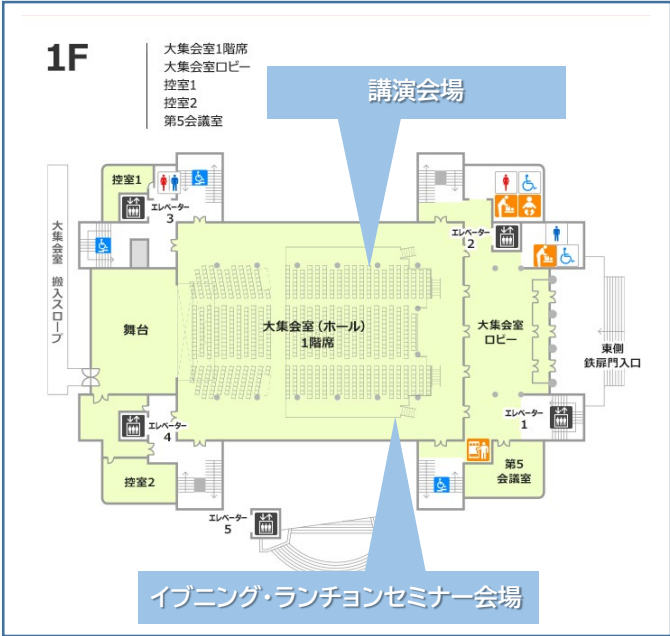 1F
大集会室1階席
大集会室ロビー
控室1
控室2
第5会議室
講演会場
控室1
エレベーター
3
エレベーター
2
大集会室 搬入スロープ
舞台
大集会室(ホール)
1階席
大集会室
ロビー
東側
鉄扉門入口
エレベーター
1
エレベーター
4
第5
会議室
控室2
エレベーター
5
イブニング・ランチョンセミナー会場